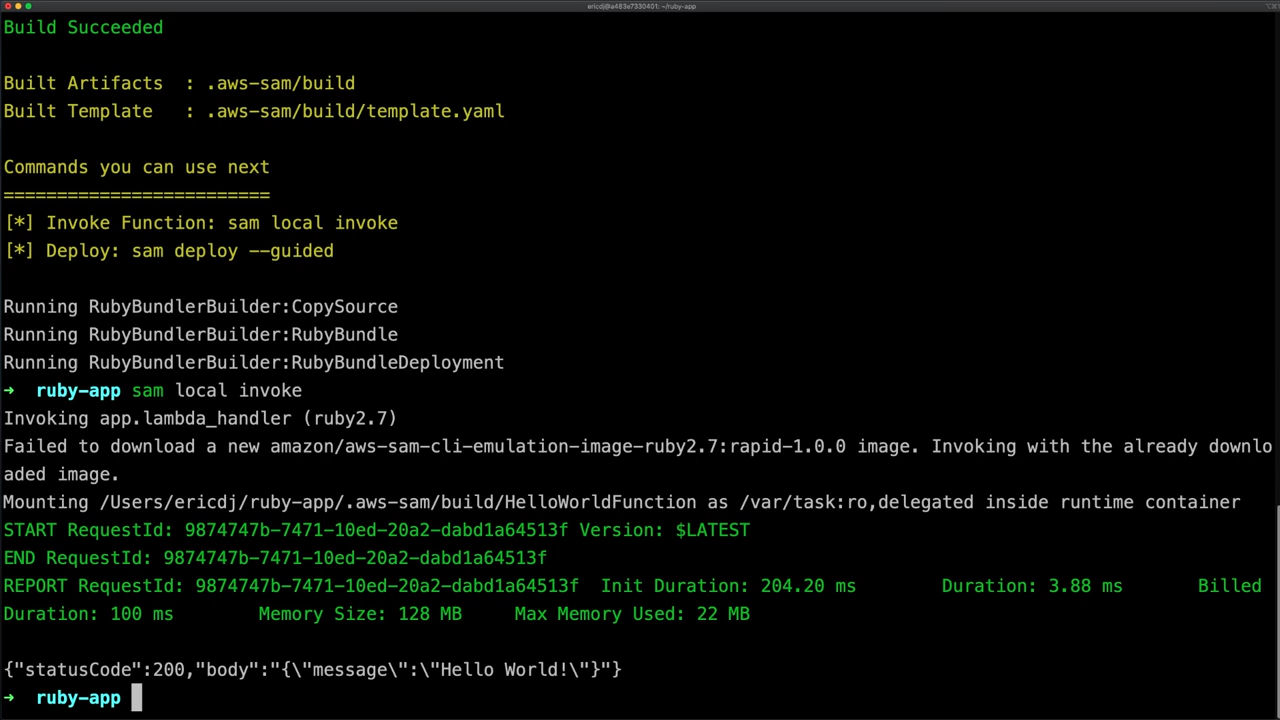 ericdj@a483e7330401: ~/ruby-app
Build Succeeded
Built Artifacts  : .aws-sam/build
Built Template   : .aws-sam/build/template.yaml
Commands you can use next
=========================
[*] Invoke Function: sam local invoke
[*] Deploy: sam deploy --guided
Running RubyBundlerBuilder:CopySource
Running RubyBundlerBuilder:RubyBundle
Running RubyBundlerBuilder:RubyBundleDeployment
→  ruby-app sam local invoke
Invoking app.lambda_handler (ruby2.7)
Failed to download a new amazon/aws-sam-cli-emulation-image-ruby2.7:rapid-1.0.0 image. Invoking with the already downlo
aded image.
Mounting /Users/ericdj/ruby-app/.aws-sam/build/HelloWorldFunction as /var/task:ro,delegated inside runtime container
START RequestId: 9874747b-7471-10ed-20a2-dabd1a64513f Version: $LATEST
END RequestId: 9874747b-7471-10ed-20a2-dabd1a64513f
REPORT RequestId: 9874747b-7471-10ed-20a2-dabd1a64513f  Init Duration: 204.20 ms        Duration: 3.88 ms       Billed
Duration: 100 ms        Memory Size: 128 MB     Max Memory Used: 22 MB
{"statusCode":200,"body":"{\"message\":\"Hello World!\"}"}
→  ruby-app